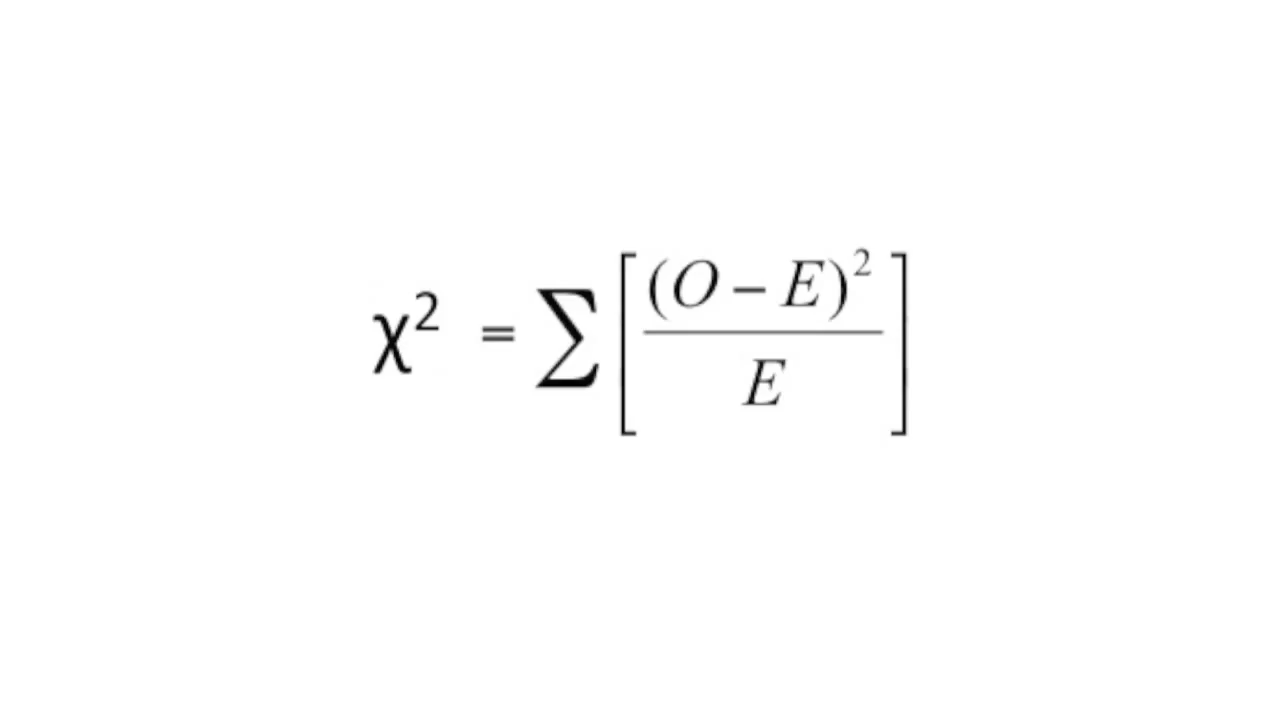 χ² = ∑ [ (O – E)² / E ]